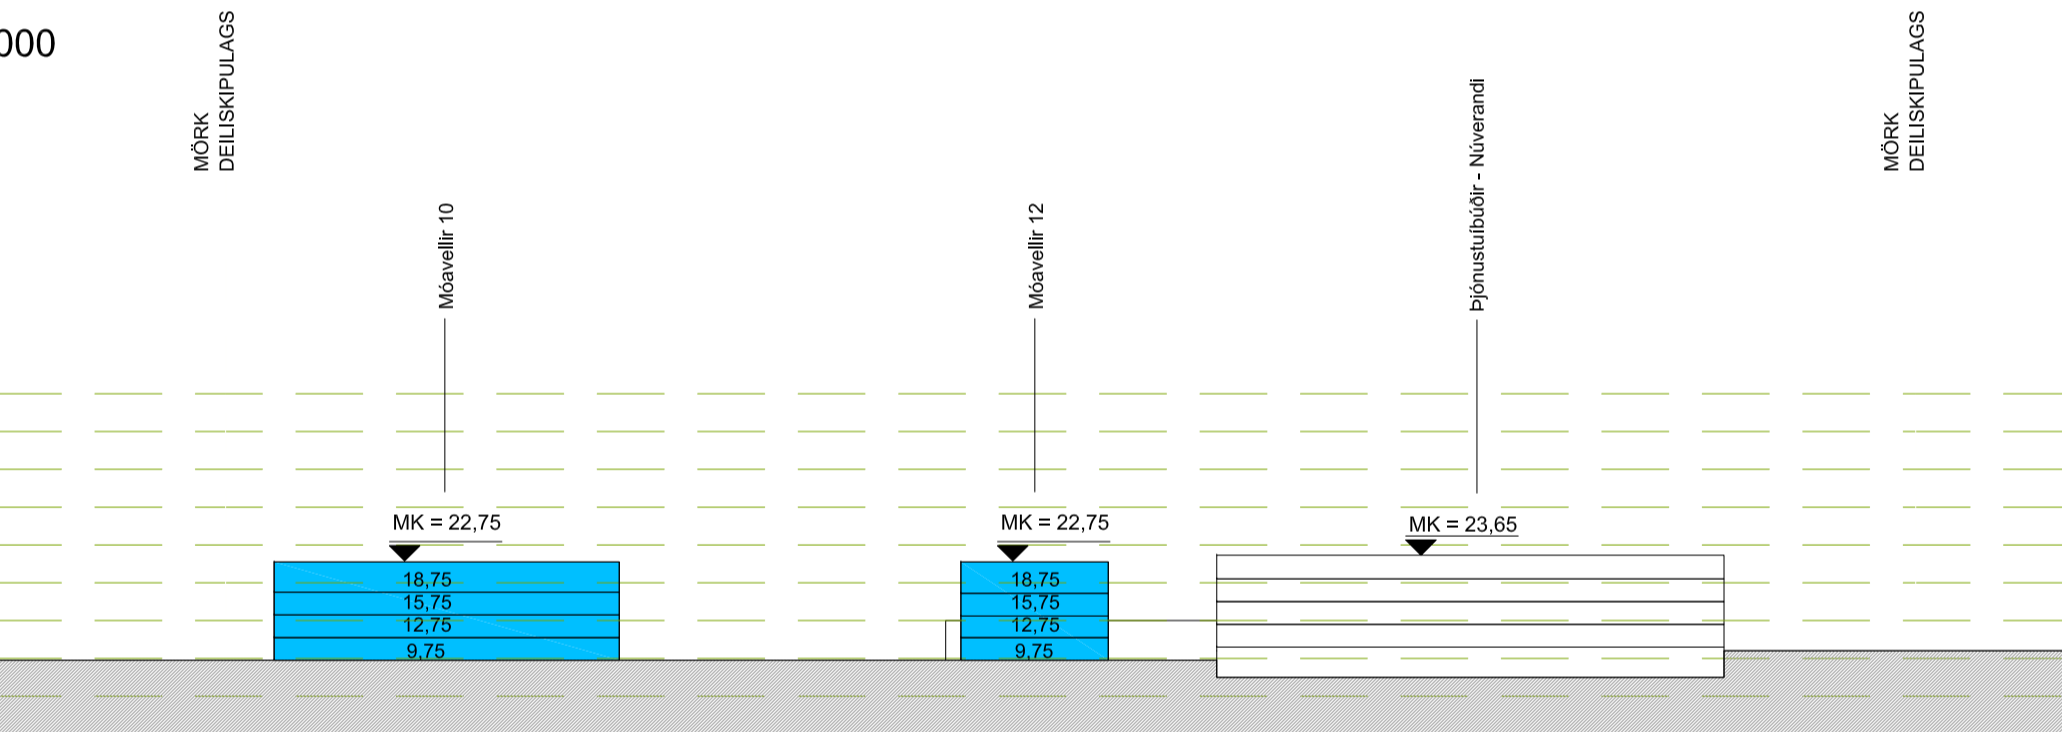 000
MÖRK
DEILISKIPULAGS
Móavellir 10
Móavellir 12
Þjónustuíbúðir - Núverandi
MÖRK
DEILISKIPULAGS
MK = 22,75
MK = 22,75
MK = 23,65
18,75
15,75
12,75
9,75
18,75
15,75
12,75
9,75